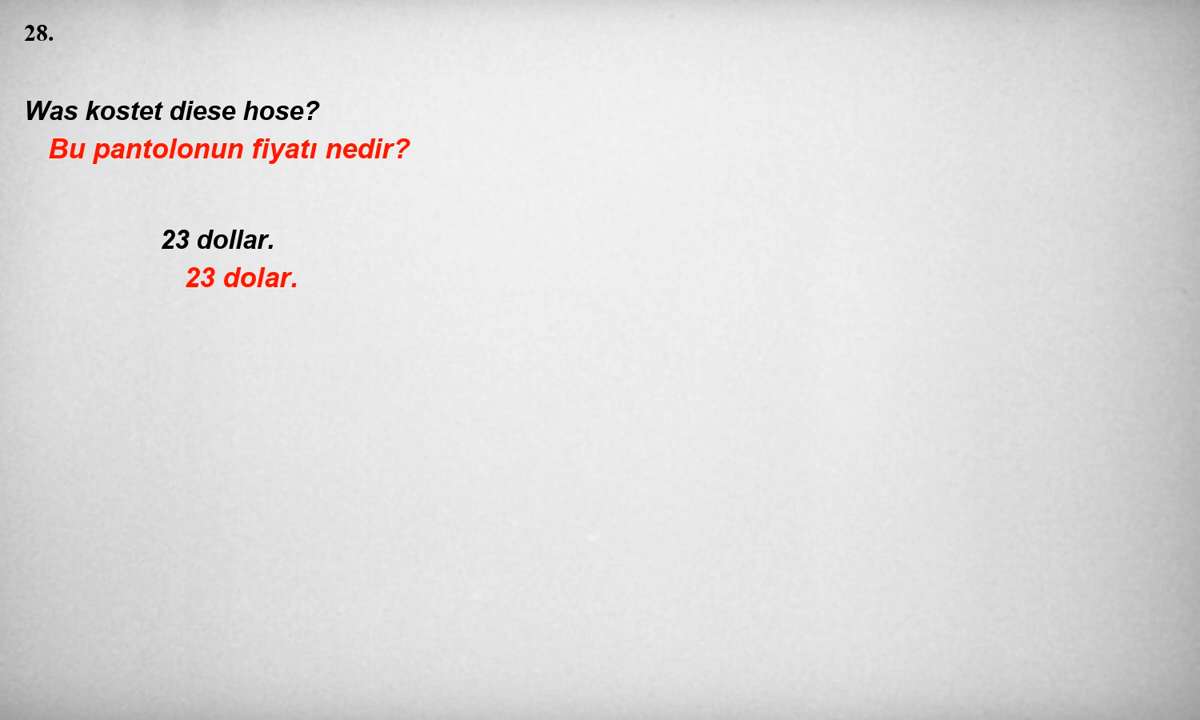 28.
Was kostet diese hose?
Bu pantolonun fiyatı nedir?
23 dollar.
23 dolar.